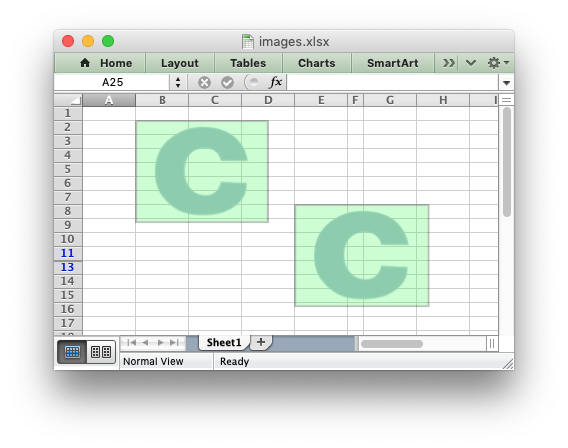 images.xlsx
Home Layout Tables Charts SmartArt
A25 fx
A B C D E F G H I
1
2
3
4
5
6
7
8
9
10
11
13
14
15
16
17
C
C
Sheet1
Normal View Ready